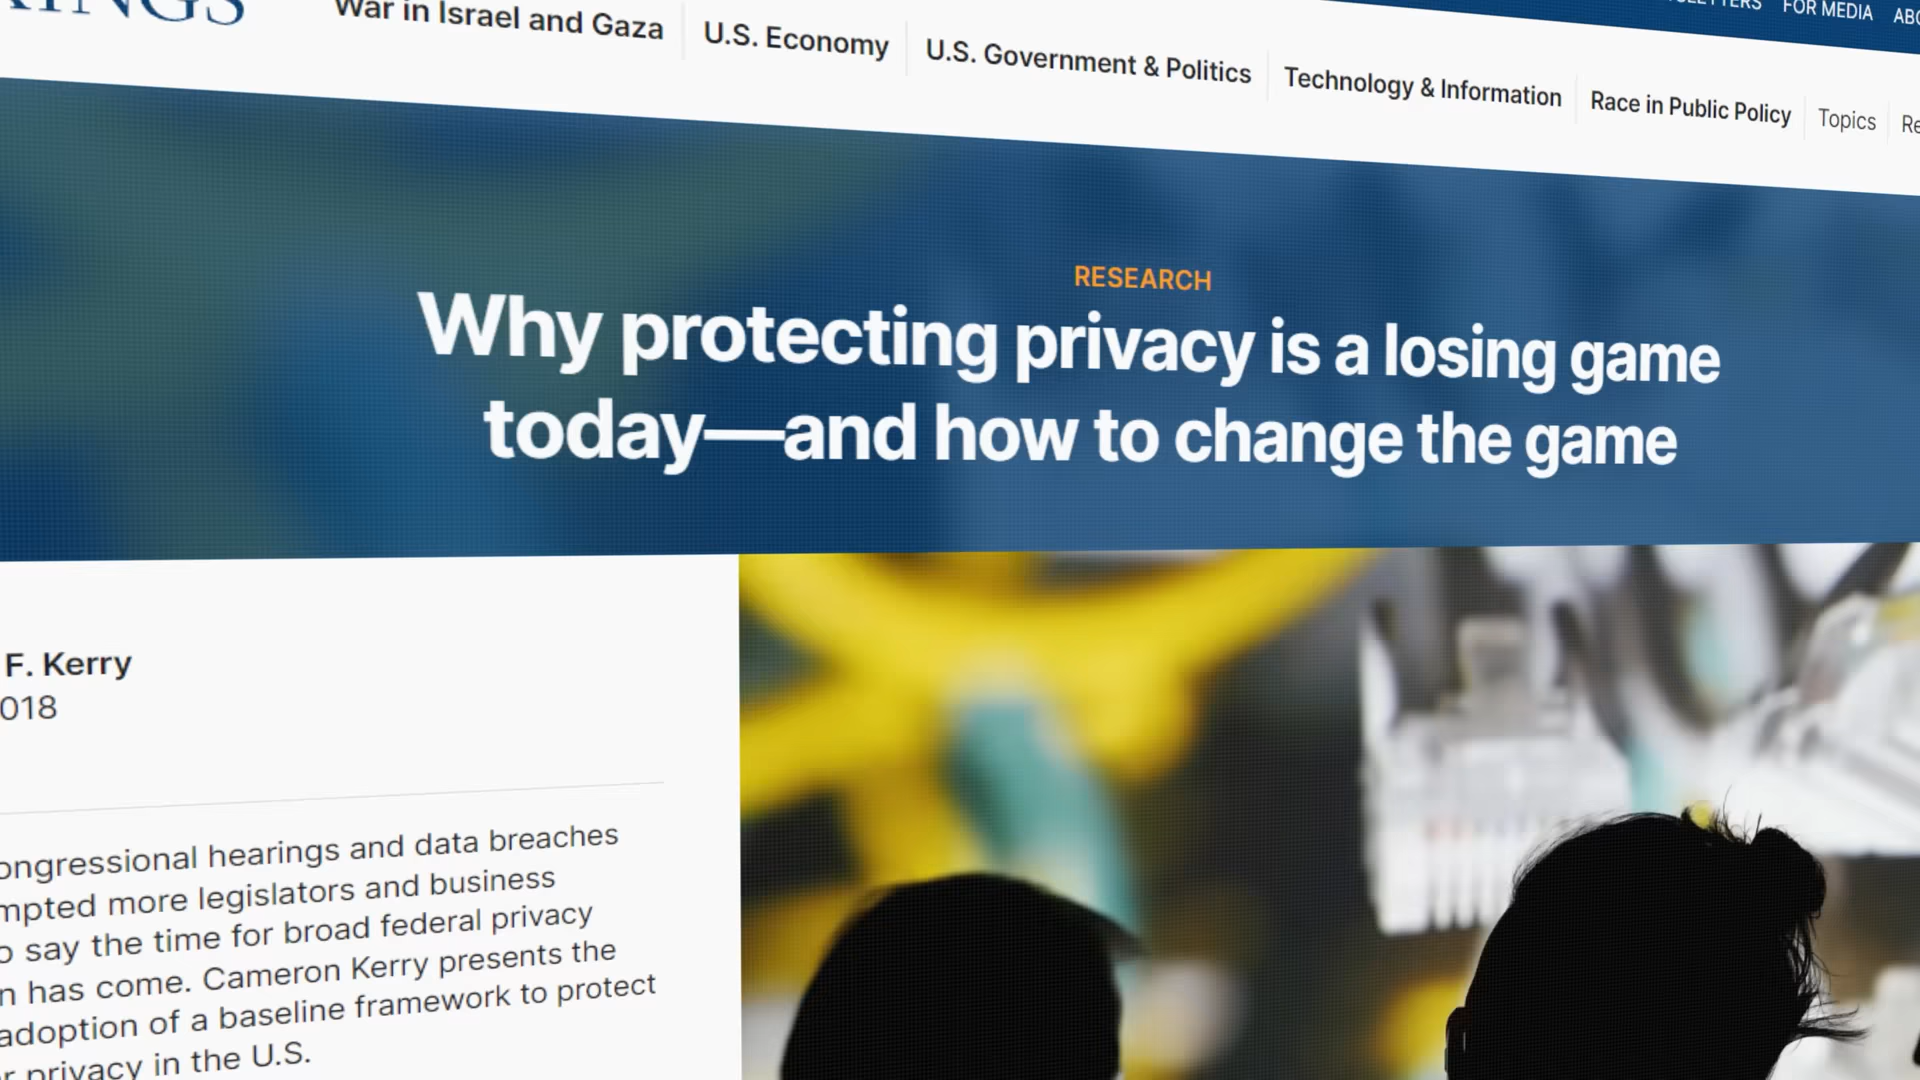 War in Israel and Gaza
U.S. Economy
U.S. Government & Politics
Technology & Information
Race in Public Policy
Topics
FOR MEDIA
RESEARCH
Why protecting privacy is a losing game
today—and how to change the game
F. Kerry
018
hearings and data breaches
more legislators and business
say the time for broad federal privacy
has come. Cameron Kerry presents the
adoption of a baseline framework to protect
privacy in the U.S.